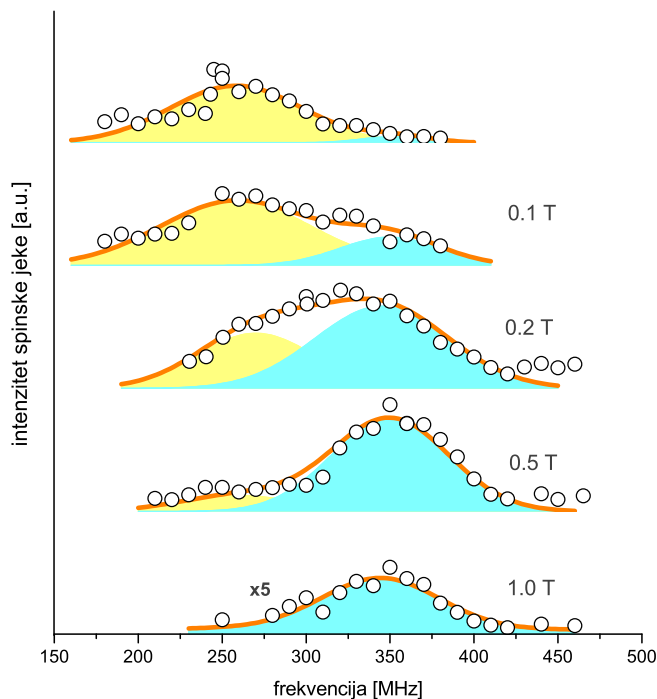 0.1 T
0.2 T
0.5 T
x5
1.0 T
intenzitet spinske jeke [a.u.]
150 200 250 300 350 400 450 500
frekvencija [MHz]